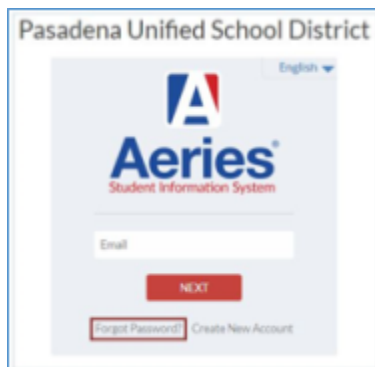 Pasadena Unified School District
English
Aeries®
Student Information System
Email
NEXT
Forgot Password? Create New Account